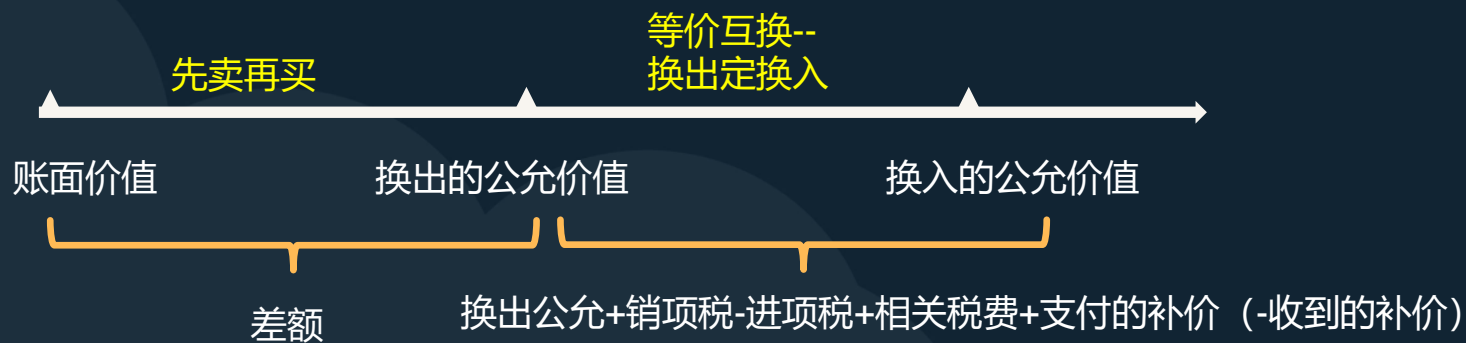 等价互换--
换出定换入
先卖再买
账面价值
换出的公允价值
换入的公允价值
差额
换出公允+销项税-进项税+相关税费+支付的补价（-收到的补价）